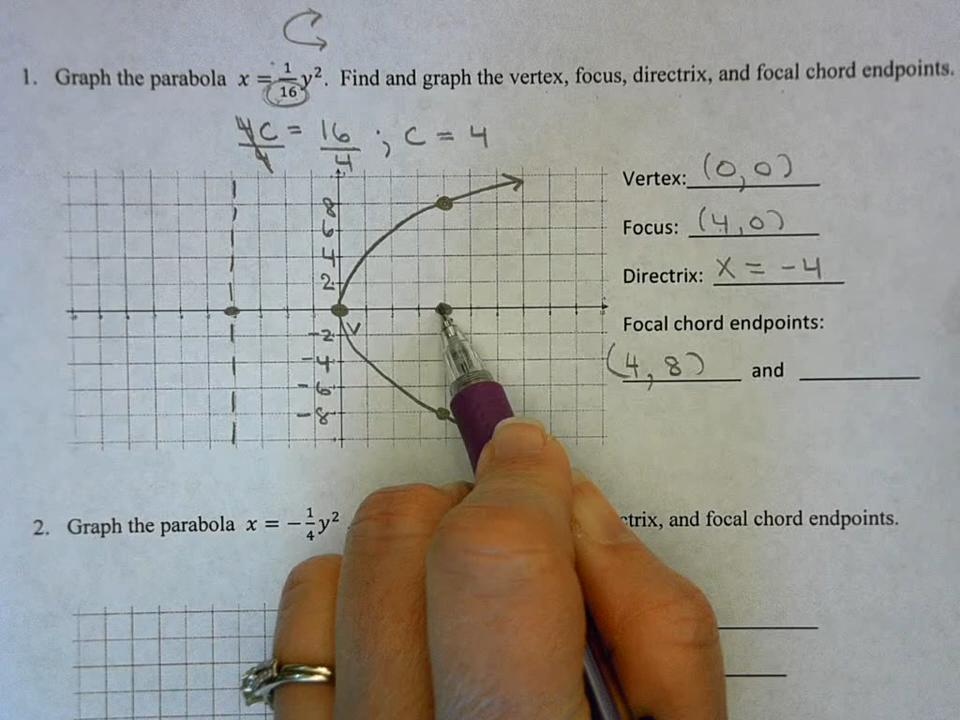 1. Graph the parabola x = 1/16 y². Find and graph the vertex, focus, directrix, and focal chord endpoints.
4C/4 = 16/4 ; C = 4
Vertex: (0,0)
Focus: (4,0)
Directrix: x = -4
Focal chord endpoints:
(4,8) and
8
6
4
2
-2 V
-4
-6
-8
2. Graph the parabola x = -1/4 y² , and focal chord endpoints.